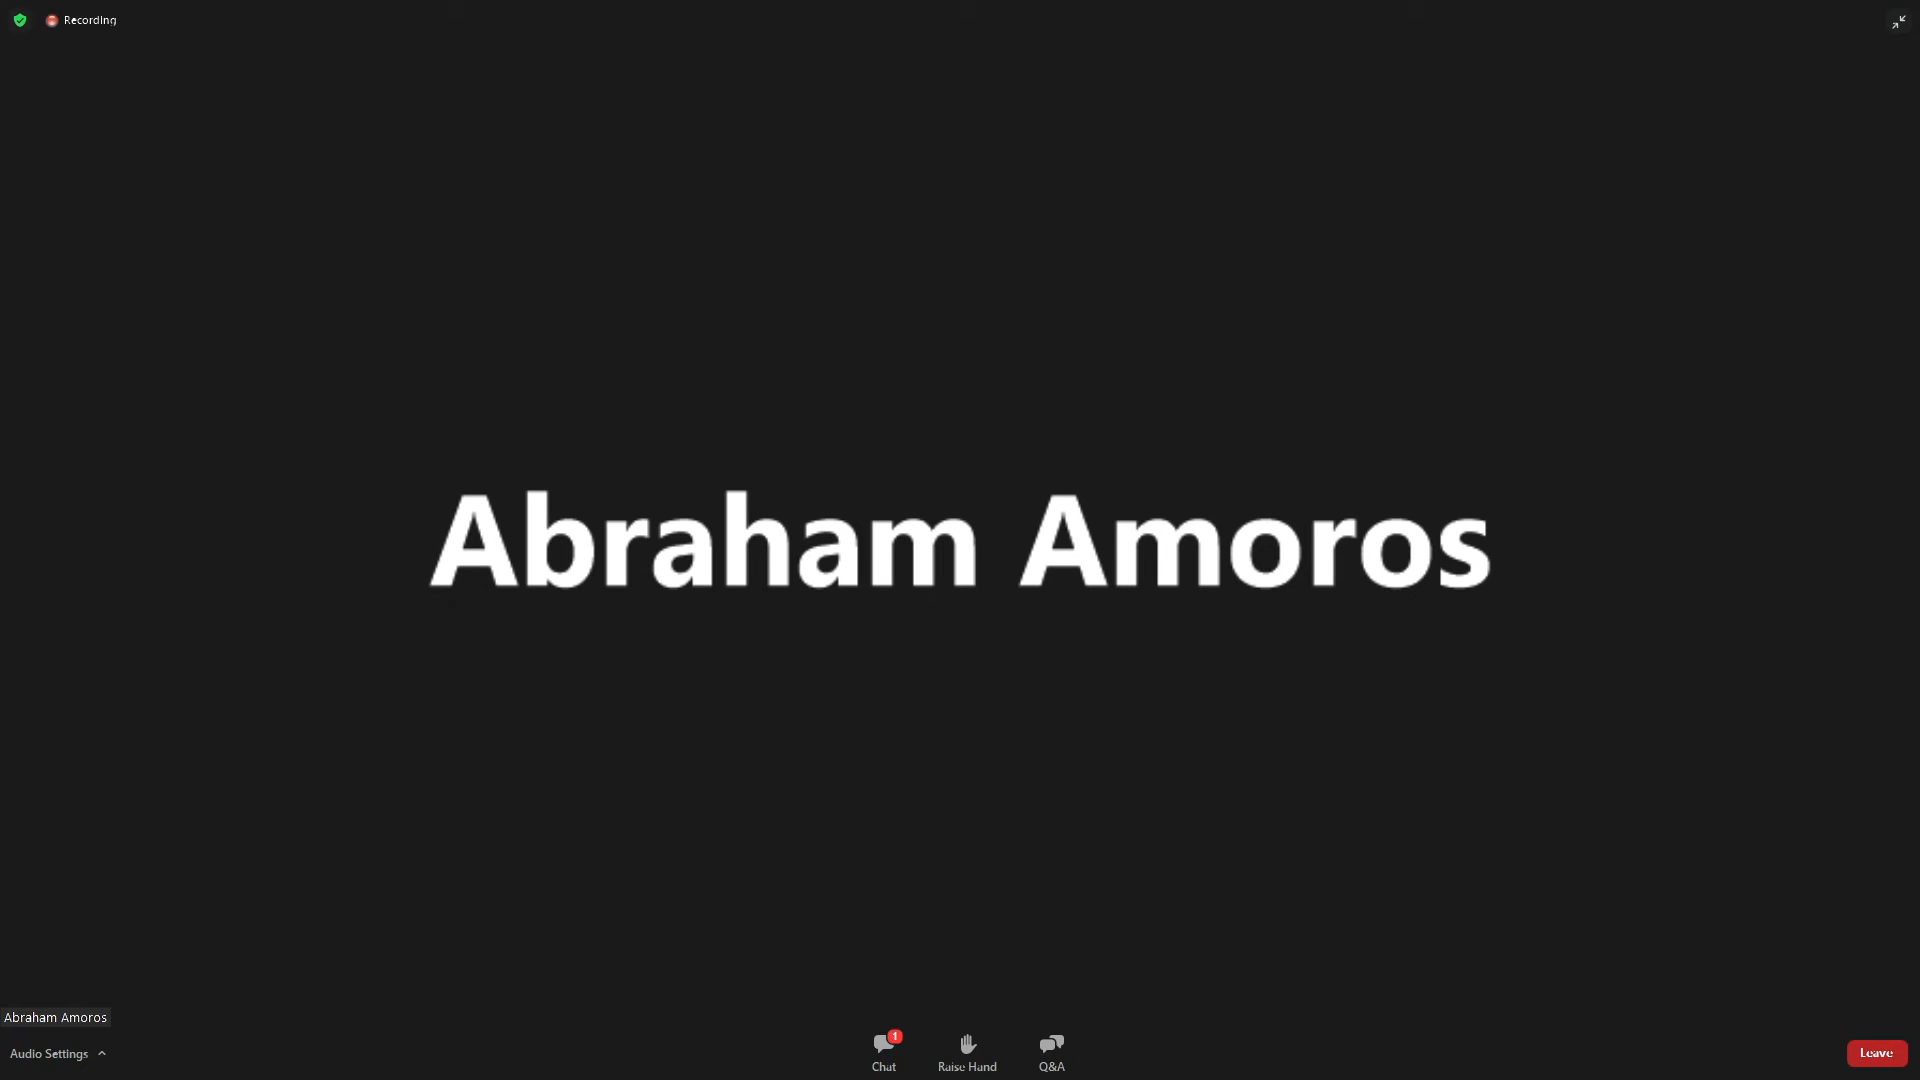 Recording
Abraham Amoros
Abraham Amoros
Audio Settings
1
Chat
Raise Hand
Q&A
Leave